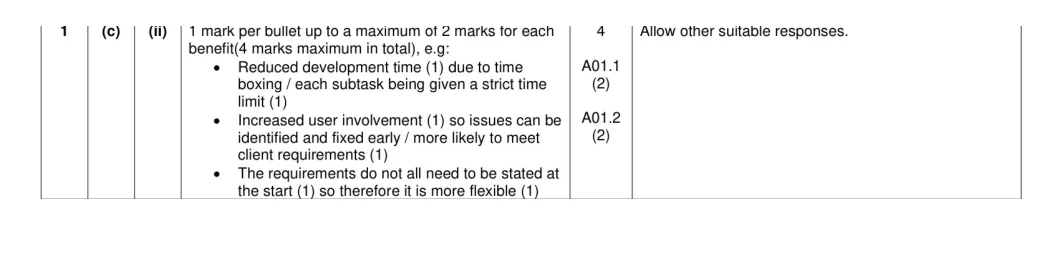 1 (c) (ii) 1 mark per bullet up to a maximum of 2 marks for each 4 Allow other suitable responses.
benefit(4 marks maximum in total), e.g:
• Reduced development time (1) due to time A01.1
boxing / each subtask being given a strict time (2)
limit (1)
• Increased user involvement (1) so issues can be A01.2
identified and fixed early / more likely to meet (2)
client requirements (1)
• The requirements do not all need to be stated at
the start (1) so therefore it is more flexible (1)